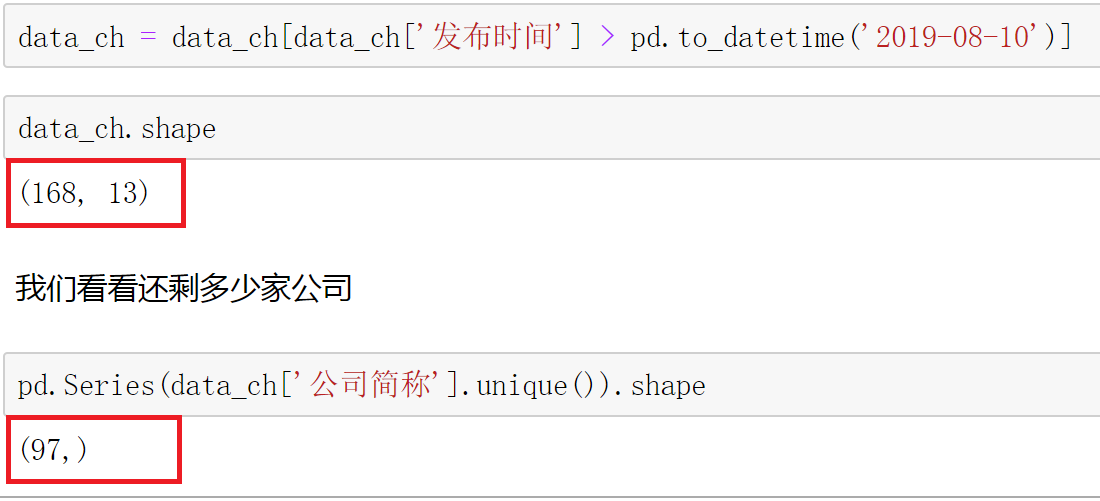 data_ch = data_ch[data_ch['发布时间'] > pd.to_datetime('2019-08-10')]
data_ch.shape
(168, 13)
我们看看还剩多少家公司
pd.Series(data_ch['公司简称'].unique()).shape
(97,)